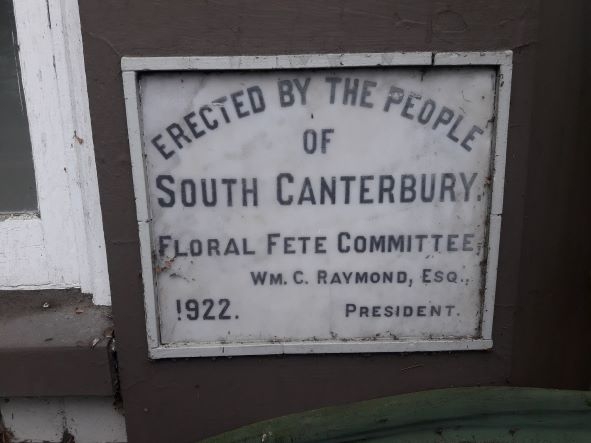 ERECTED BY THE PEOPLE
OF
SOUTH CANTERBURY.
FLORAL FETE COMMITTEE,
WM. C. RAYMOND, ESQ.,
1922. PRESIDENT.